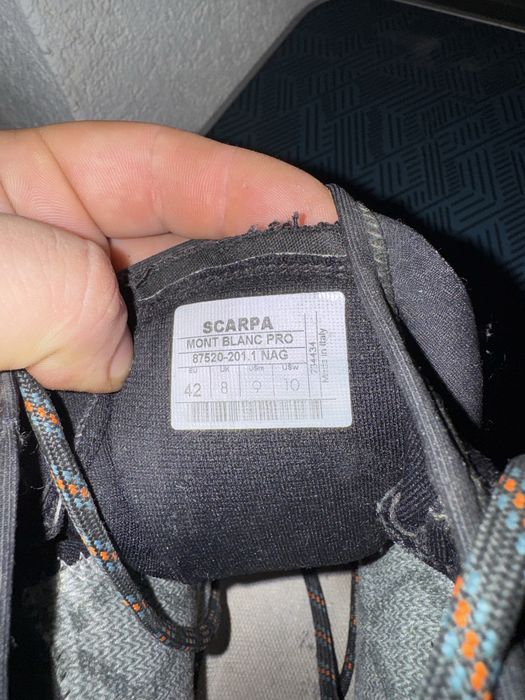 SCARPA
MONT BLANC PRO
87520-201.1 NAG
EU UK USm USw
42 8 9 10
734434
Made in Italy